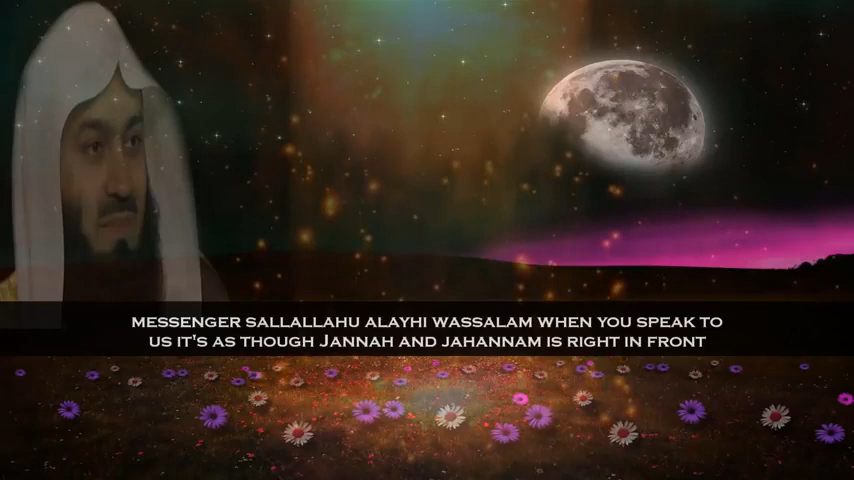 MESSENGER SALLALLAHU ALAYHI WASSALAM WHEN YOU SPEAK TO
US IT'S AS THOUGH JANNAH AND JAHANNAM IS RIGHT IN FRONT